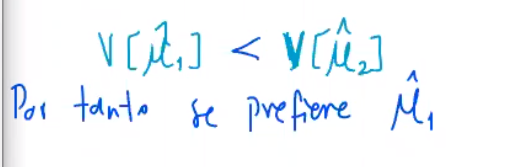 V[μ̂₁] < V[μ̂₂]
Por tanto se prefiere μ̂₁